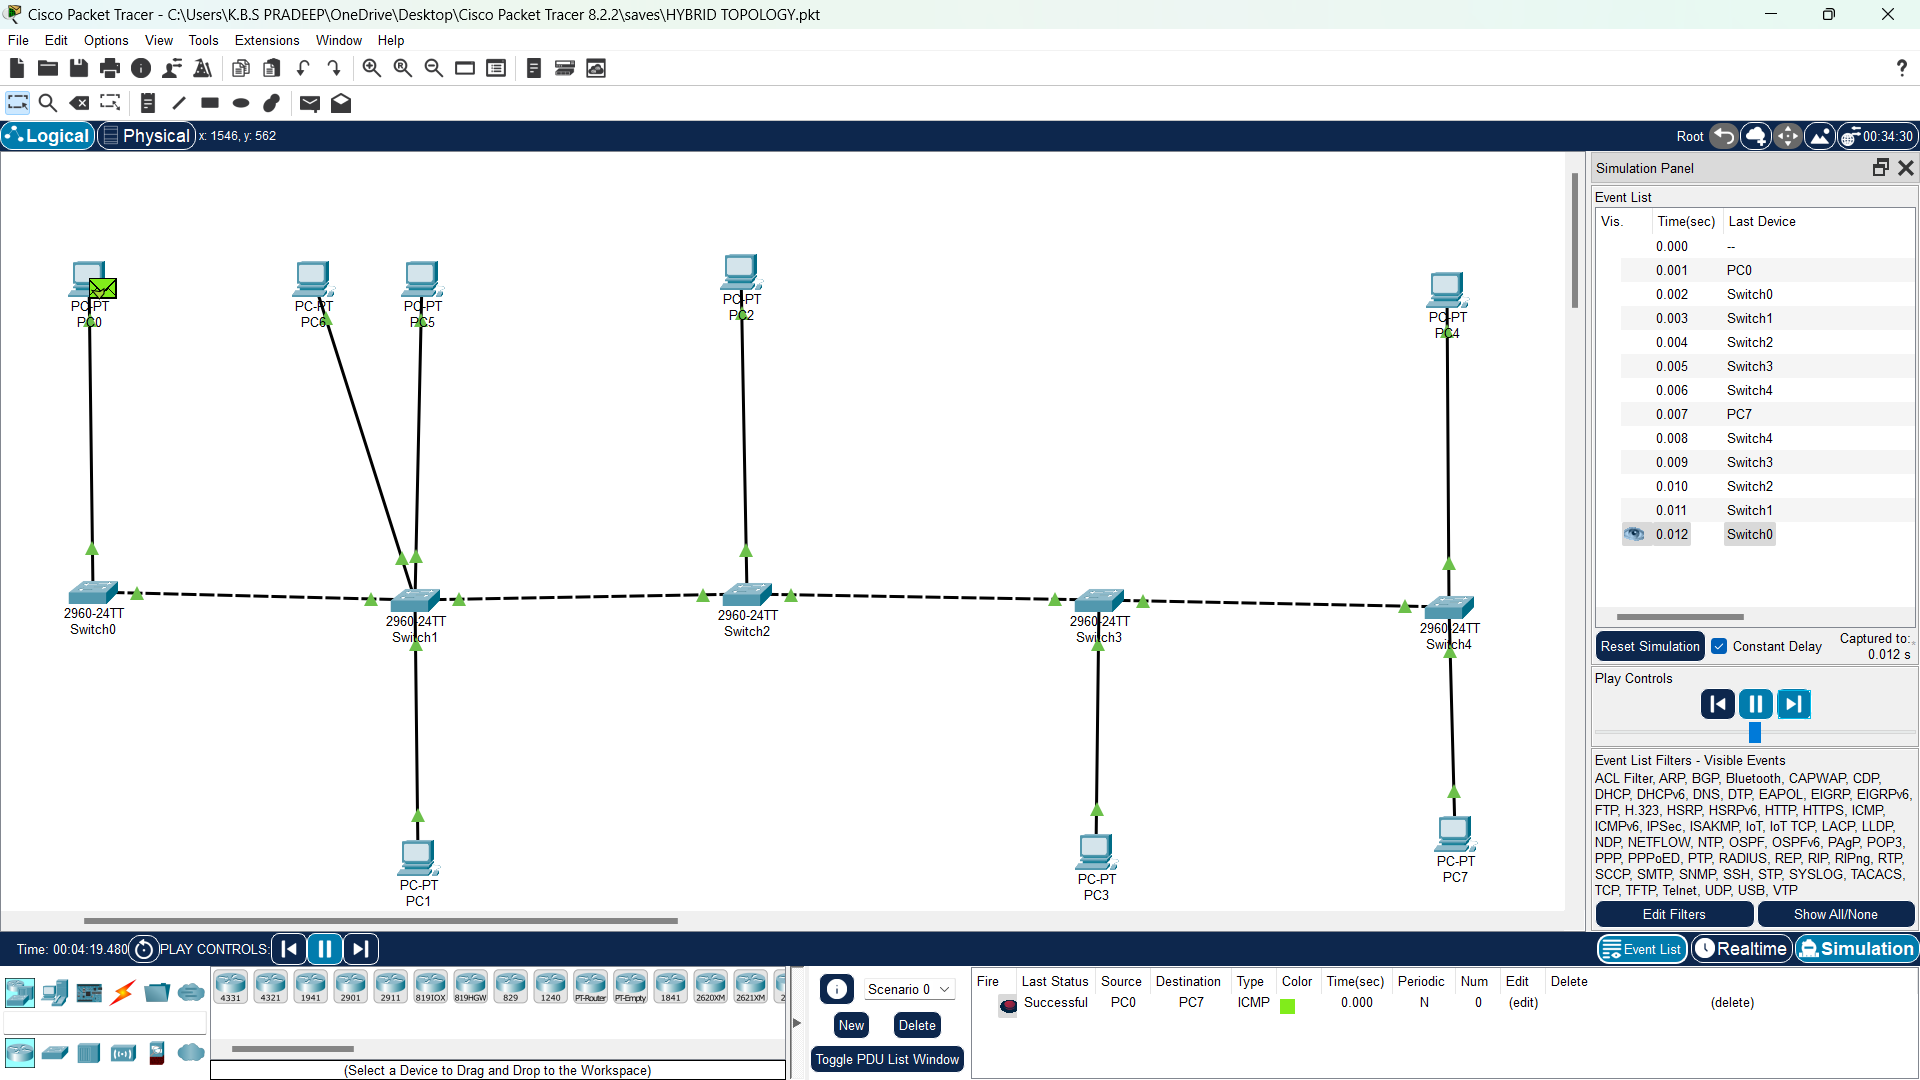 Cisco Packet Tracer - C:\Users\K.B.S PRADEEP\OneDrive\Desktop\Cisco Packet Tracer 8.2.2\saves\HYBRID TOPOLOGY.pkt
File Edit Options View Tools Extensions Window Help
Logical Physical x: 1546, y: 562 Root 00:34:30
PC-PT
PC0
PC-PT
PC6
PC-PT
PC5
PC-PT
PC2
PC-PT
PC4
2960-24TT
Switch0
2960-24TT
Switch1
2960-24TT
Switch2
2960-24TT
Switch3
2960-24TT
Switch4
PC-PT
PC1
PC-PT
PC3
PC-PT
PC7
Simulation Panel
Event List
Vis. Time(sec) Last Device
0.000 --
0.001 PC0
0.002 Switch0
0.003 Switch1
0.004 Switch2
0.005 Switch3
0.006 Switch4
0.007 PC7
0.008 Switch4
0.009 Switch3
0.010 Switch2
0.011 Switch1
0.012 Switch0
Reset Simulation Constant Delay Captured to:
0.012 s
Play Controls
Event List Filters - Visible Events
ACL Filter, ARP, BGP, Bluetooth, CAPWAP, CDP,
DHCP, DHCPv6, DNS, DTP, EAPOL, EIGRP, EIGRPv6,
FTP, H.323, HSRP, HSRPv6, HTTP, HTTPS, ICMP,
ICMPv6, IPSec, ISAKMP, IoT, IoT TCP, LACP, LLDP,
NDP, NETFLOW, NTP, OSPF, OSPFv6, PAgP, POP3,
PPP, PPPoED, PTP, RADIUS, REP, RIP, RIPng, RTP,
SCCP, SMTP, SNMP, SSH, STP, SYSLOG, TACACS,
TCP, TFTP, Telnet, UDP, USB, VTP
Edit Filters Show All/None
Time: 00:04:19.480 PLAY CONTROLS: Event List Realtime Simulation
4331 4321 1941 2901 2911 819IOX 819HGW 829 1240 PT-Router PT-Empty 1841 2620XM 2621XM 2
(Select a Device to Drag and Drop to the Workspace)
Scenario 0
New Delete
Toggle PDU List Window
Fire Last Status Source Destination Type Color Time(sec) Periodic Num Edit Delete
Successful PC0 PC7 ICMP 0.000 N 0 (edit) (delete)